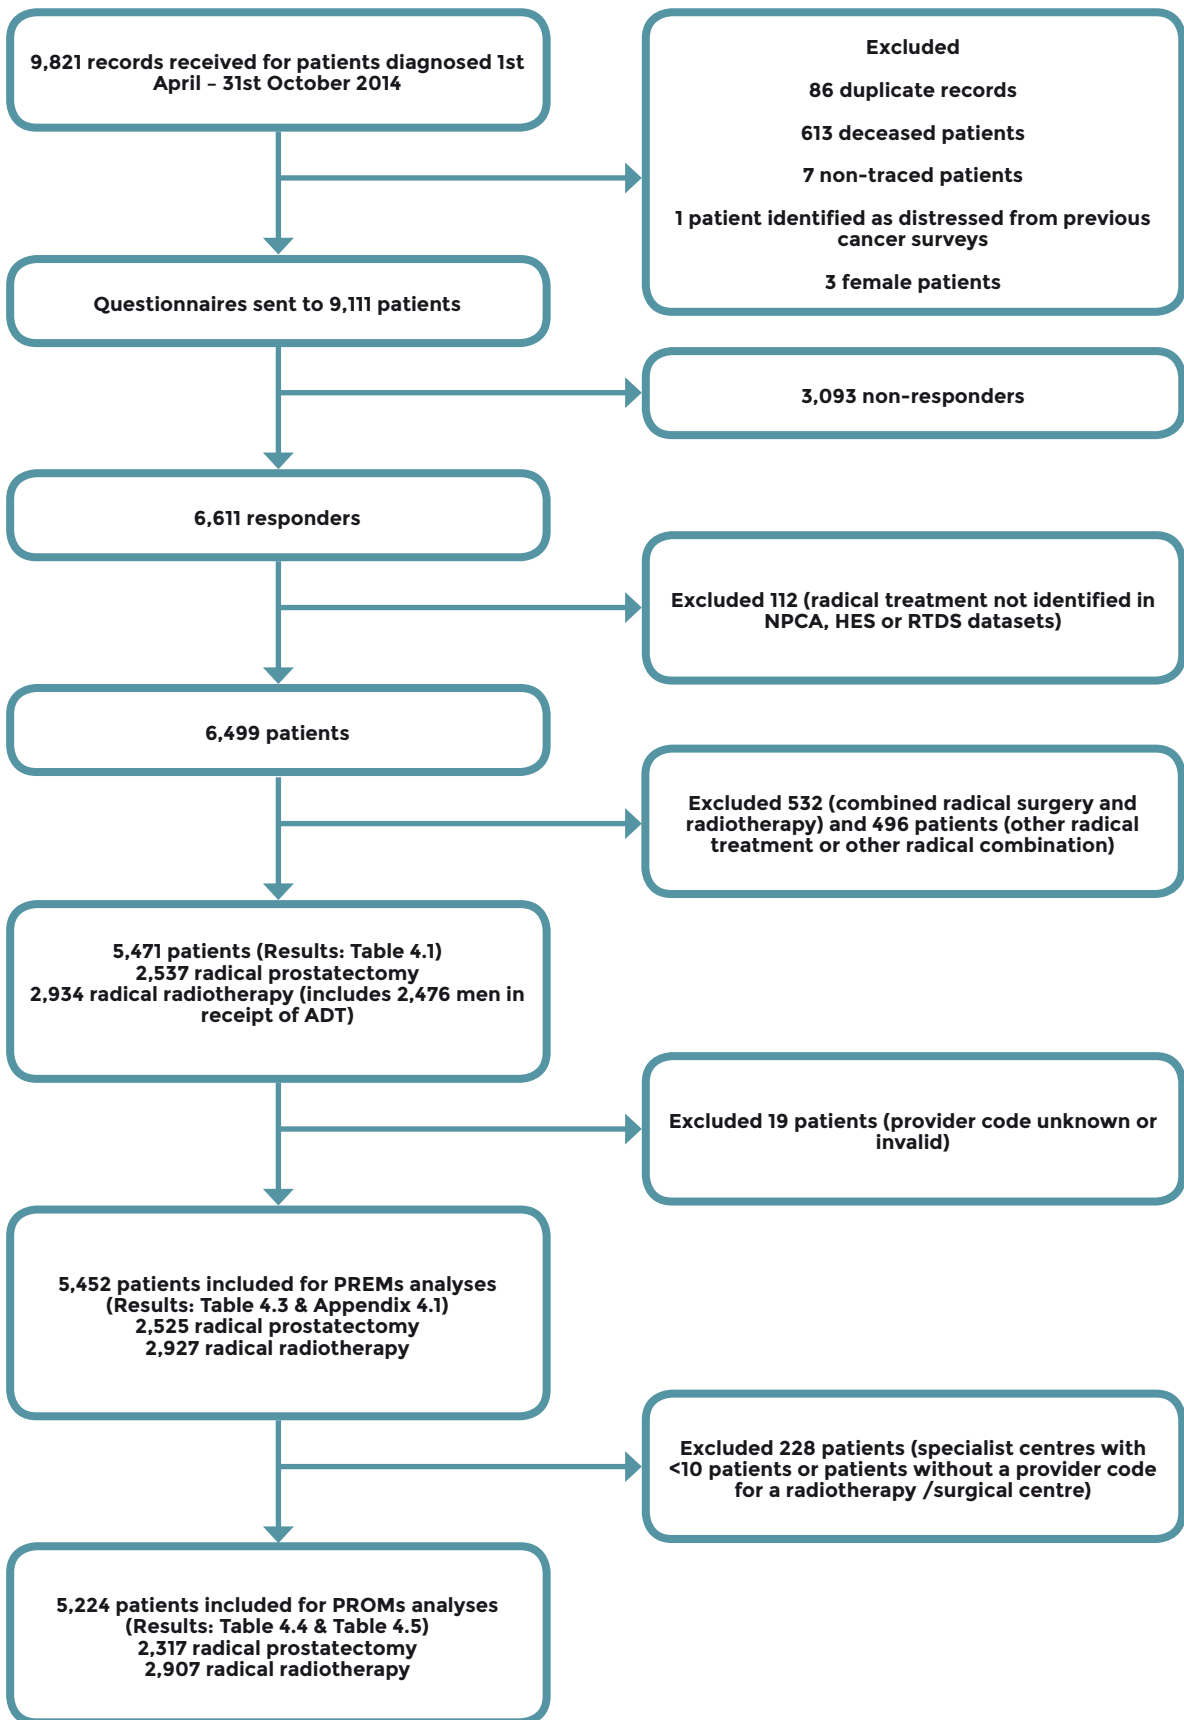 9,821 records received for patients diagnosed 1st
April – 31st October 2014
Excluded
86 duplicate records
613 deceased patients
7 non-traced patients
1 patient identified as distressed from previous
cancer surveys
3 female patients
Questionnaires sent to 9,111 patients
3,093 non-responders
6,611 responders
Excluded 112 (radical treatment not identified in
NPCA, HES or RTDS datasets)
6,499 patients
Excluded 532 (combined radical surgery and
radiotherapy) and 496 patients (other radical
treatment or other radical combination)
5,471 patients (Results: Table 4.1)
2,537 radical prostatectomy
2,934 radical radiotherapy (includes 2,476 men in
receipt of ADT)
Excluded 19 patients (provider code unknown or
invalid)
5,452 patients included for PREMs analyses
(Results: Table 4.3 & Appendix 4.1)
2,525 radical prostatectomy
2,927 radical radiotherapy
Excluded 228 patients (specialist centres with
<10 patients or patients without a provider code
for a radiotherapy /surgical centre)
5,224 patients included for PROMs analyses
(Results: Table 4.4 & Table 4.5)
2,317 radical prostatectomy
2,907 radical radiotherapy